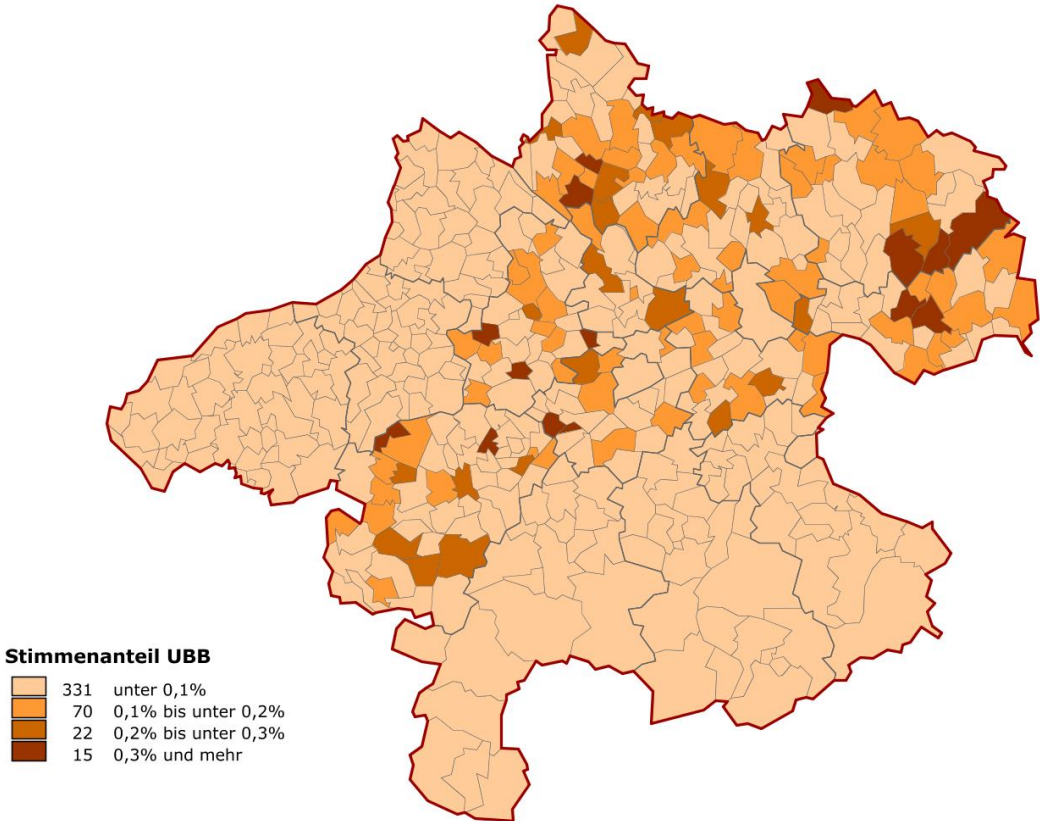 Stimmenanteil UBB
331 unter 0,1%
70 0,1% bis unter 0,2%
22 0,2% bis unter 0,3%
15 0,3% und mehr